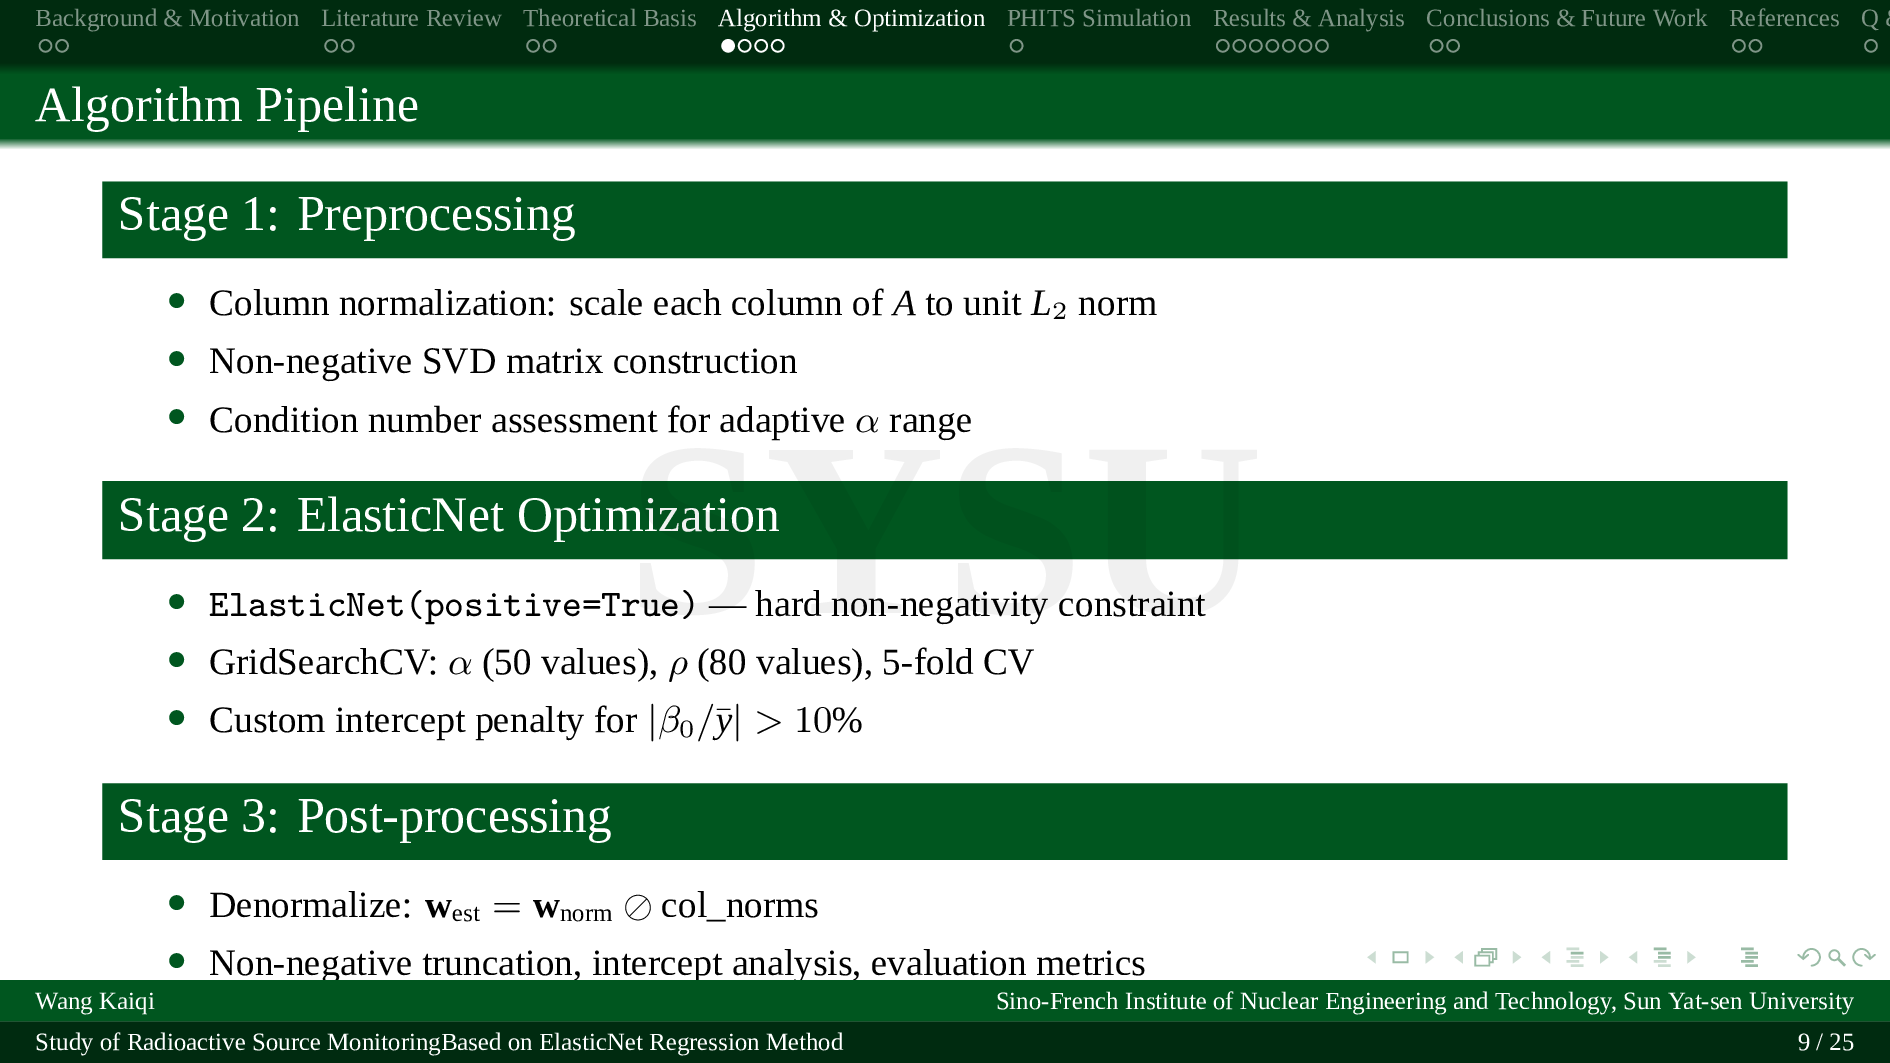 Background & Motivation Literature Review Theoretical Basis Algorithm & Optimization PHITS Simulation Results & Analysis Conclusions & Future Work References Q &
Algorithm Pipeline
Stage 1: Preprocessing
• Column normalization: scale each column of A to unit L₂ norm
• Non-negative SVD matrix construction
• Condition number assessment for adaptive α range
SYSU
Stage 2: ElasticNet Optimization
• ElasticNet(positive=True) — hard non-negativity constraint
• GridSearchCV: α (50 values), ρ (80 values), 5-fold CV
• Custom intercept penalty for |β₀/ȳ| > 10%
Stage 3: Post-processing
• Denormalize: w_est = w_norm ⊘ col_norms
• Non-negative truncation, intercept analysis, evaluation metrics
Wang Kaiqi Sino-French Institute of Nuclear Engineering and Technology, Sun Yat-sen University
Study of Radioactive Source MonitoringBased on ElasticNet Regression Method 9 / 25